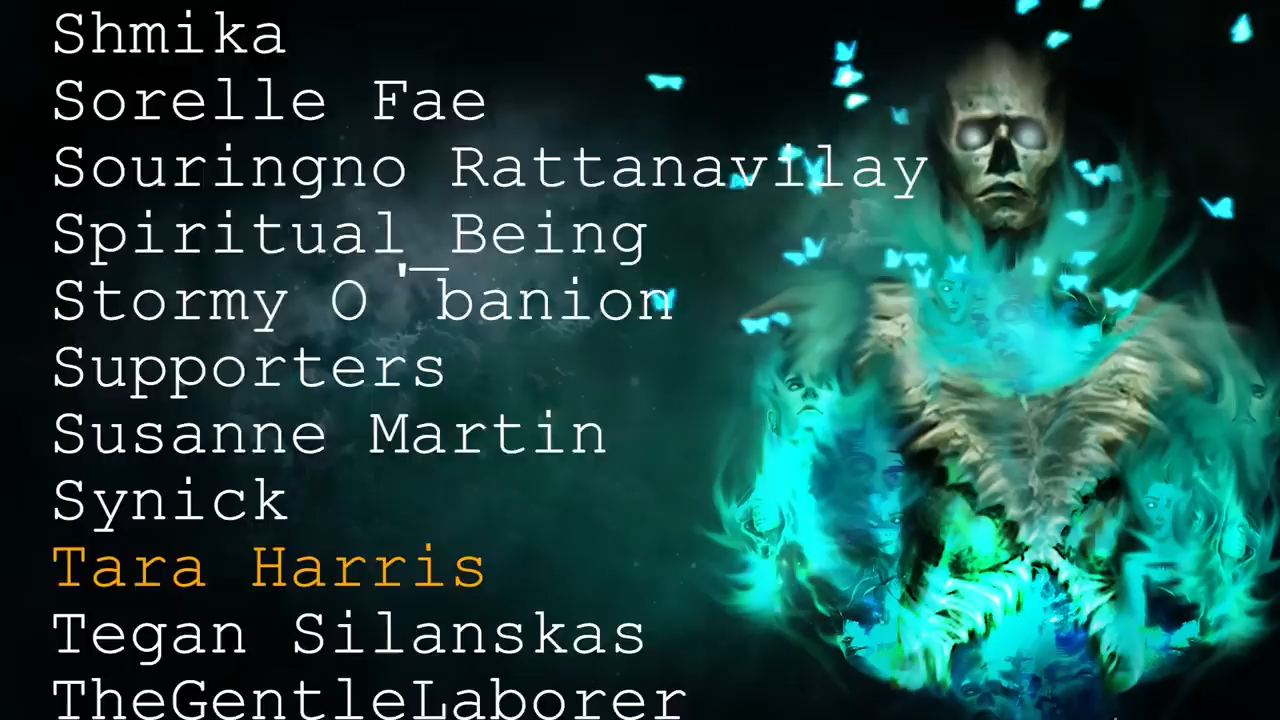 Shmika
Sorelle Fae
Souringno Rattanavilay
Spiritual_Being
Stormy O'banion
Supporters
Susanne Martin
Synick
Tara Harris
Tegan Silanskas
TheGentleLaborer